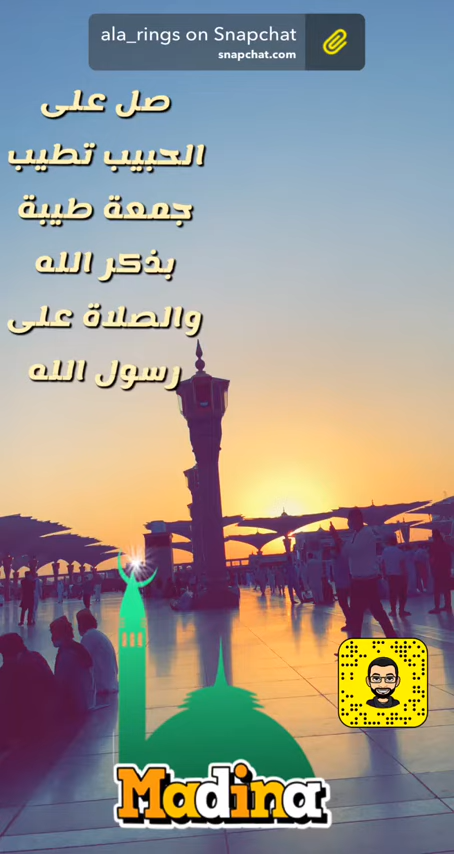 ala_rings on Snapchat
snapchat.com
صل على
الحبيب تطيب
جمعة طيبة
بذكر الله
والصلاة على
رسول الله
Madina